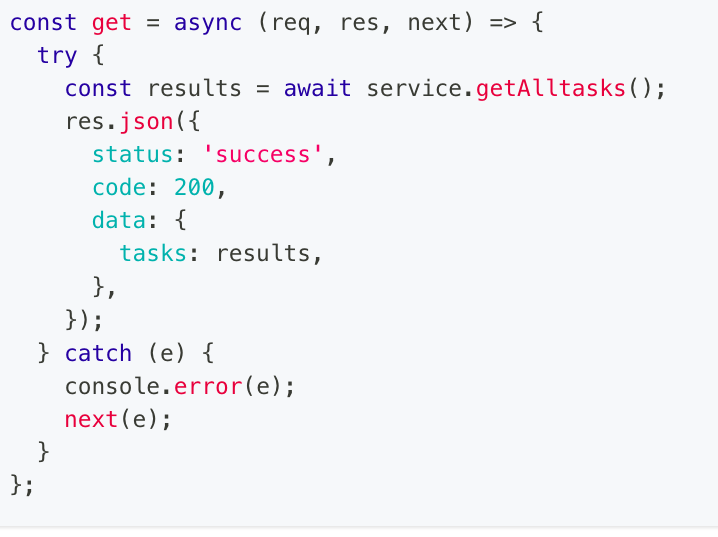 const get = async (req, res, next) => {
  try {
    const results = await service.getAlltasks();
    res.json({
      status: 'success',
      code: 200,
      data: {
        tasks: results,
      },
    });
  } catch (e) {
    console.error(e);
    next(e);
  }
};